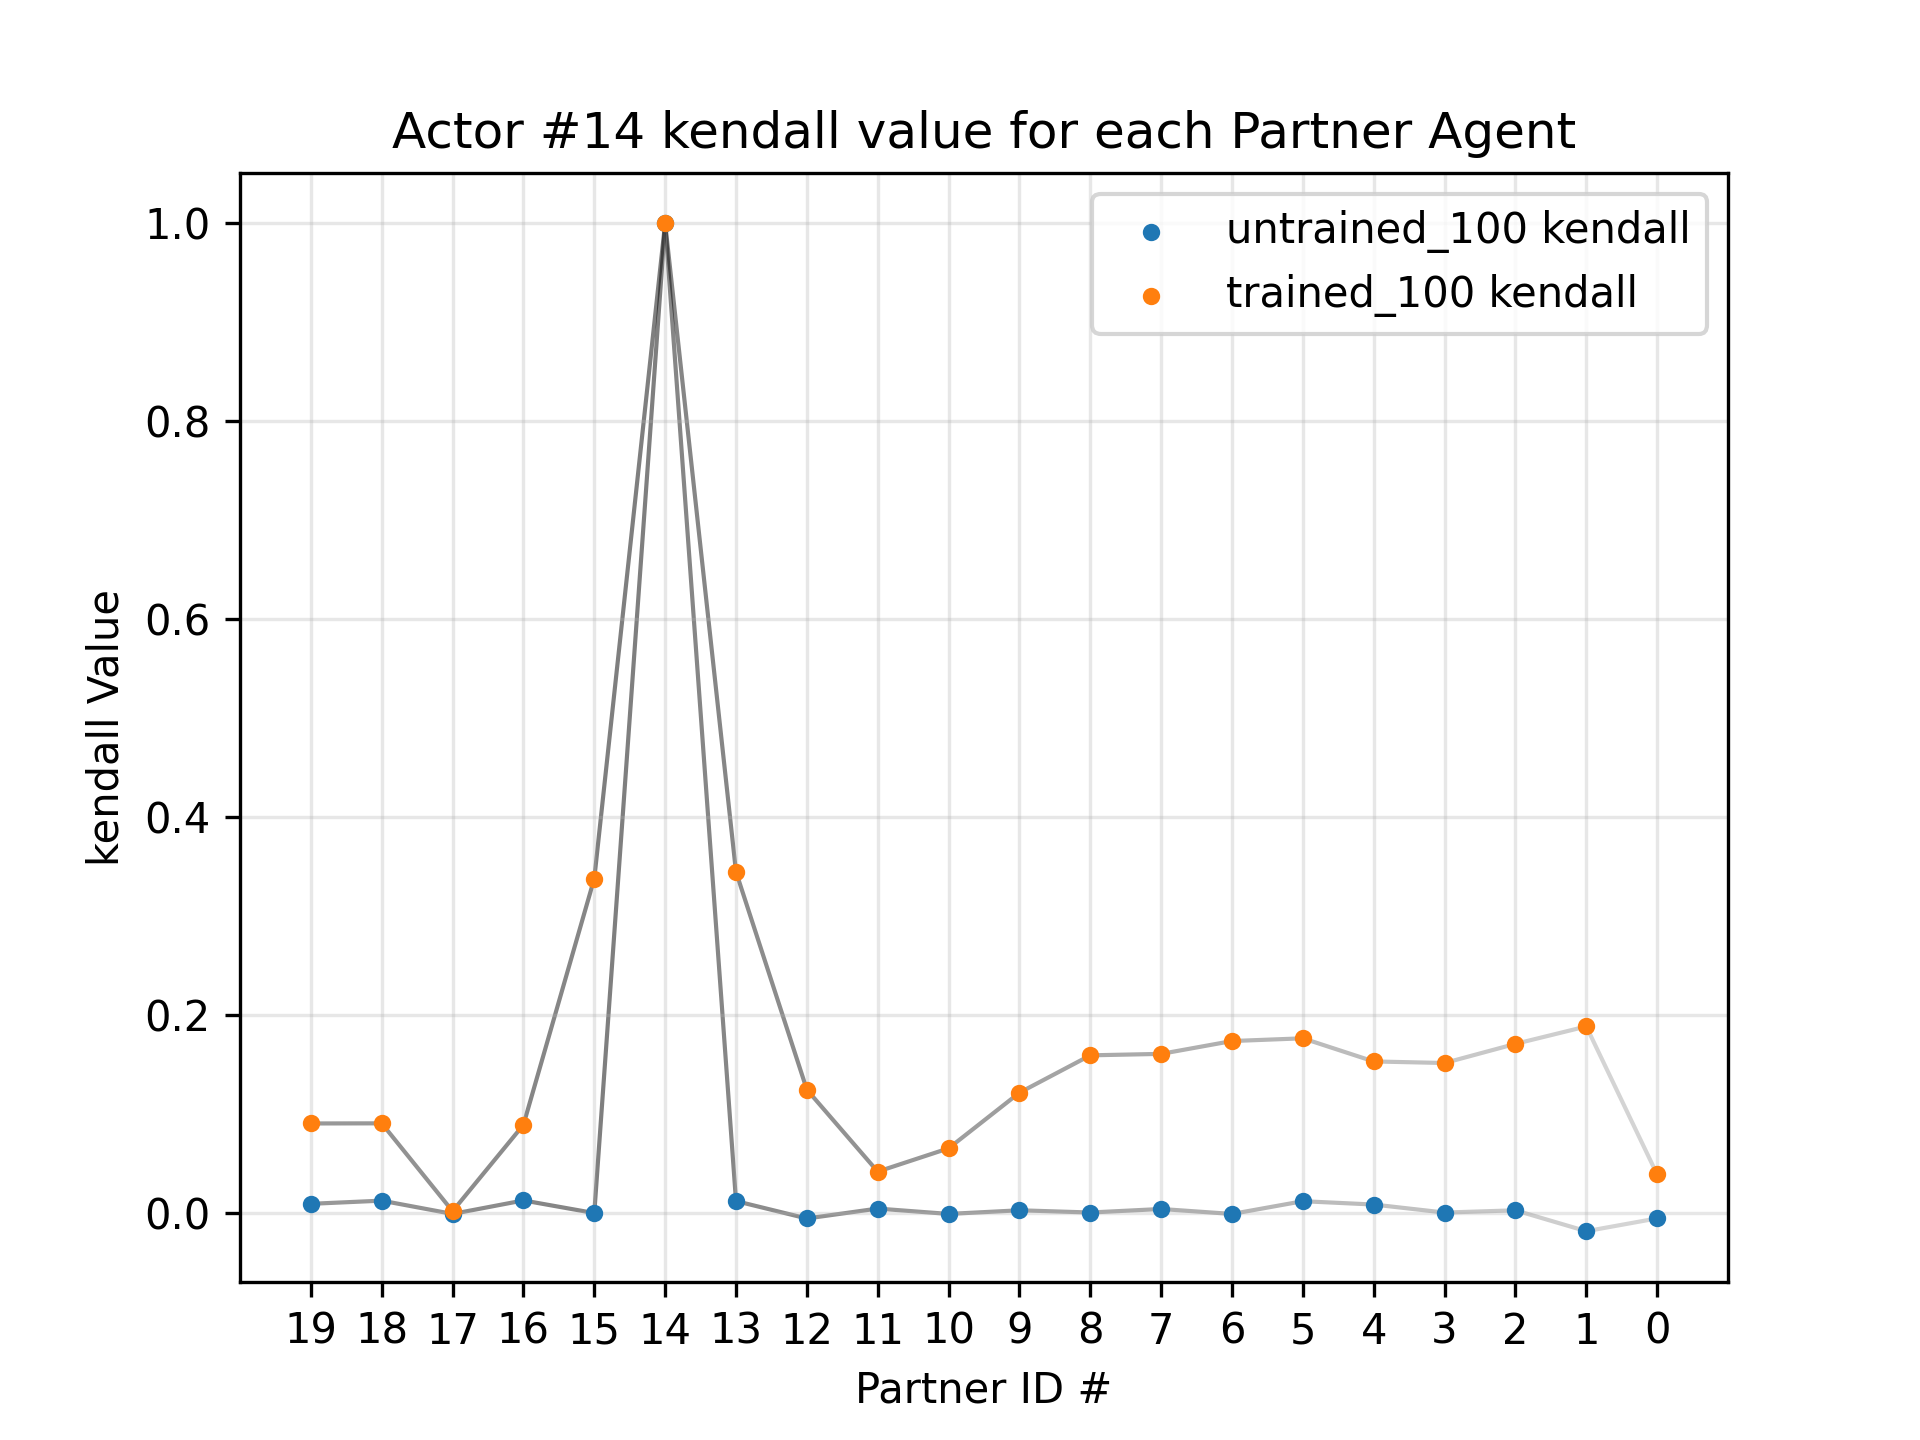 Actor #14 kendall value for each Partner Agent
untrained_100 kendall
trained_100 kendall
1.0
0.8
0.6
0.4
0.2
0.0
kendall Value
19 18 17 16 15 14 13 12 11 10 9 8 7 6 5 4 3 2 1 0
Partner ID #